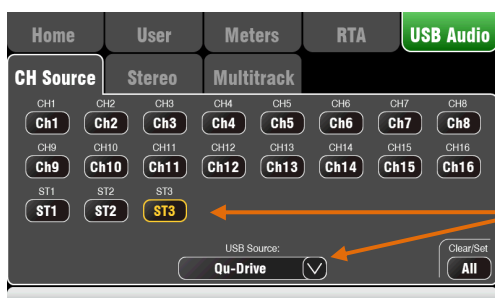 Home User Meters RTA USB Audio
CH Source Stereo Multitrack
CH1 CH2 CH3 CH4 CH5 CH6 CH7 CH8
Ch1 Ch2 Ch3 Ch4 Ch5 Ch6 Ch7 Ch8
CH9 CH10 CH11 CH12 CH13 CH14 CH15 CH16
Ch9 Ch10 Ch11 Ch12 Ch13 Ch14 Ch15 Ch16
ST1 ST2 ST3
ST1 ST2 ST3
USB Source: Clear/Set
Qu-Drive All